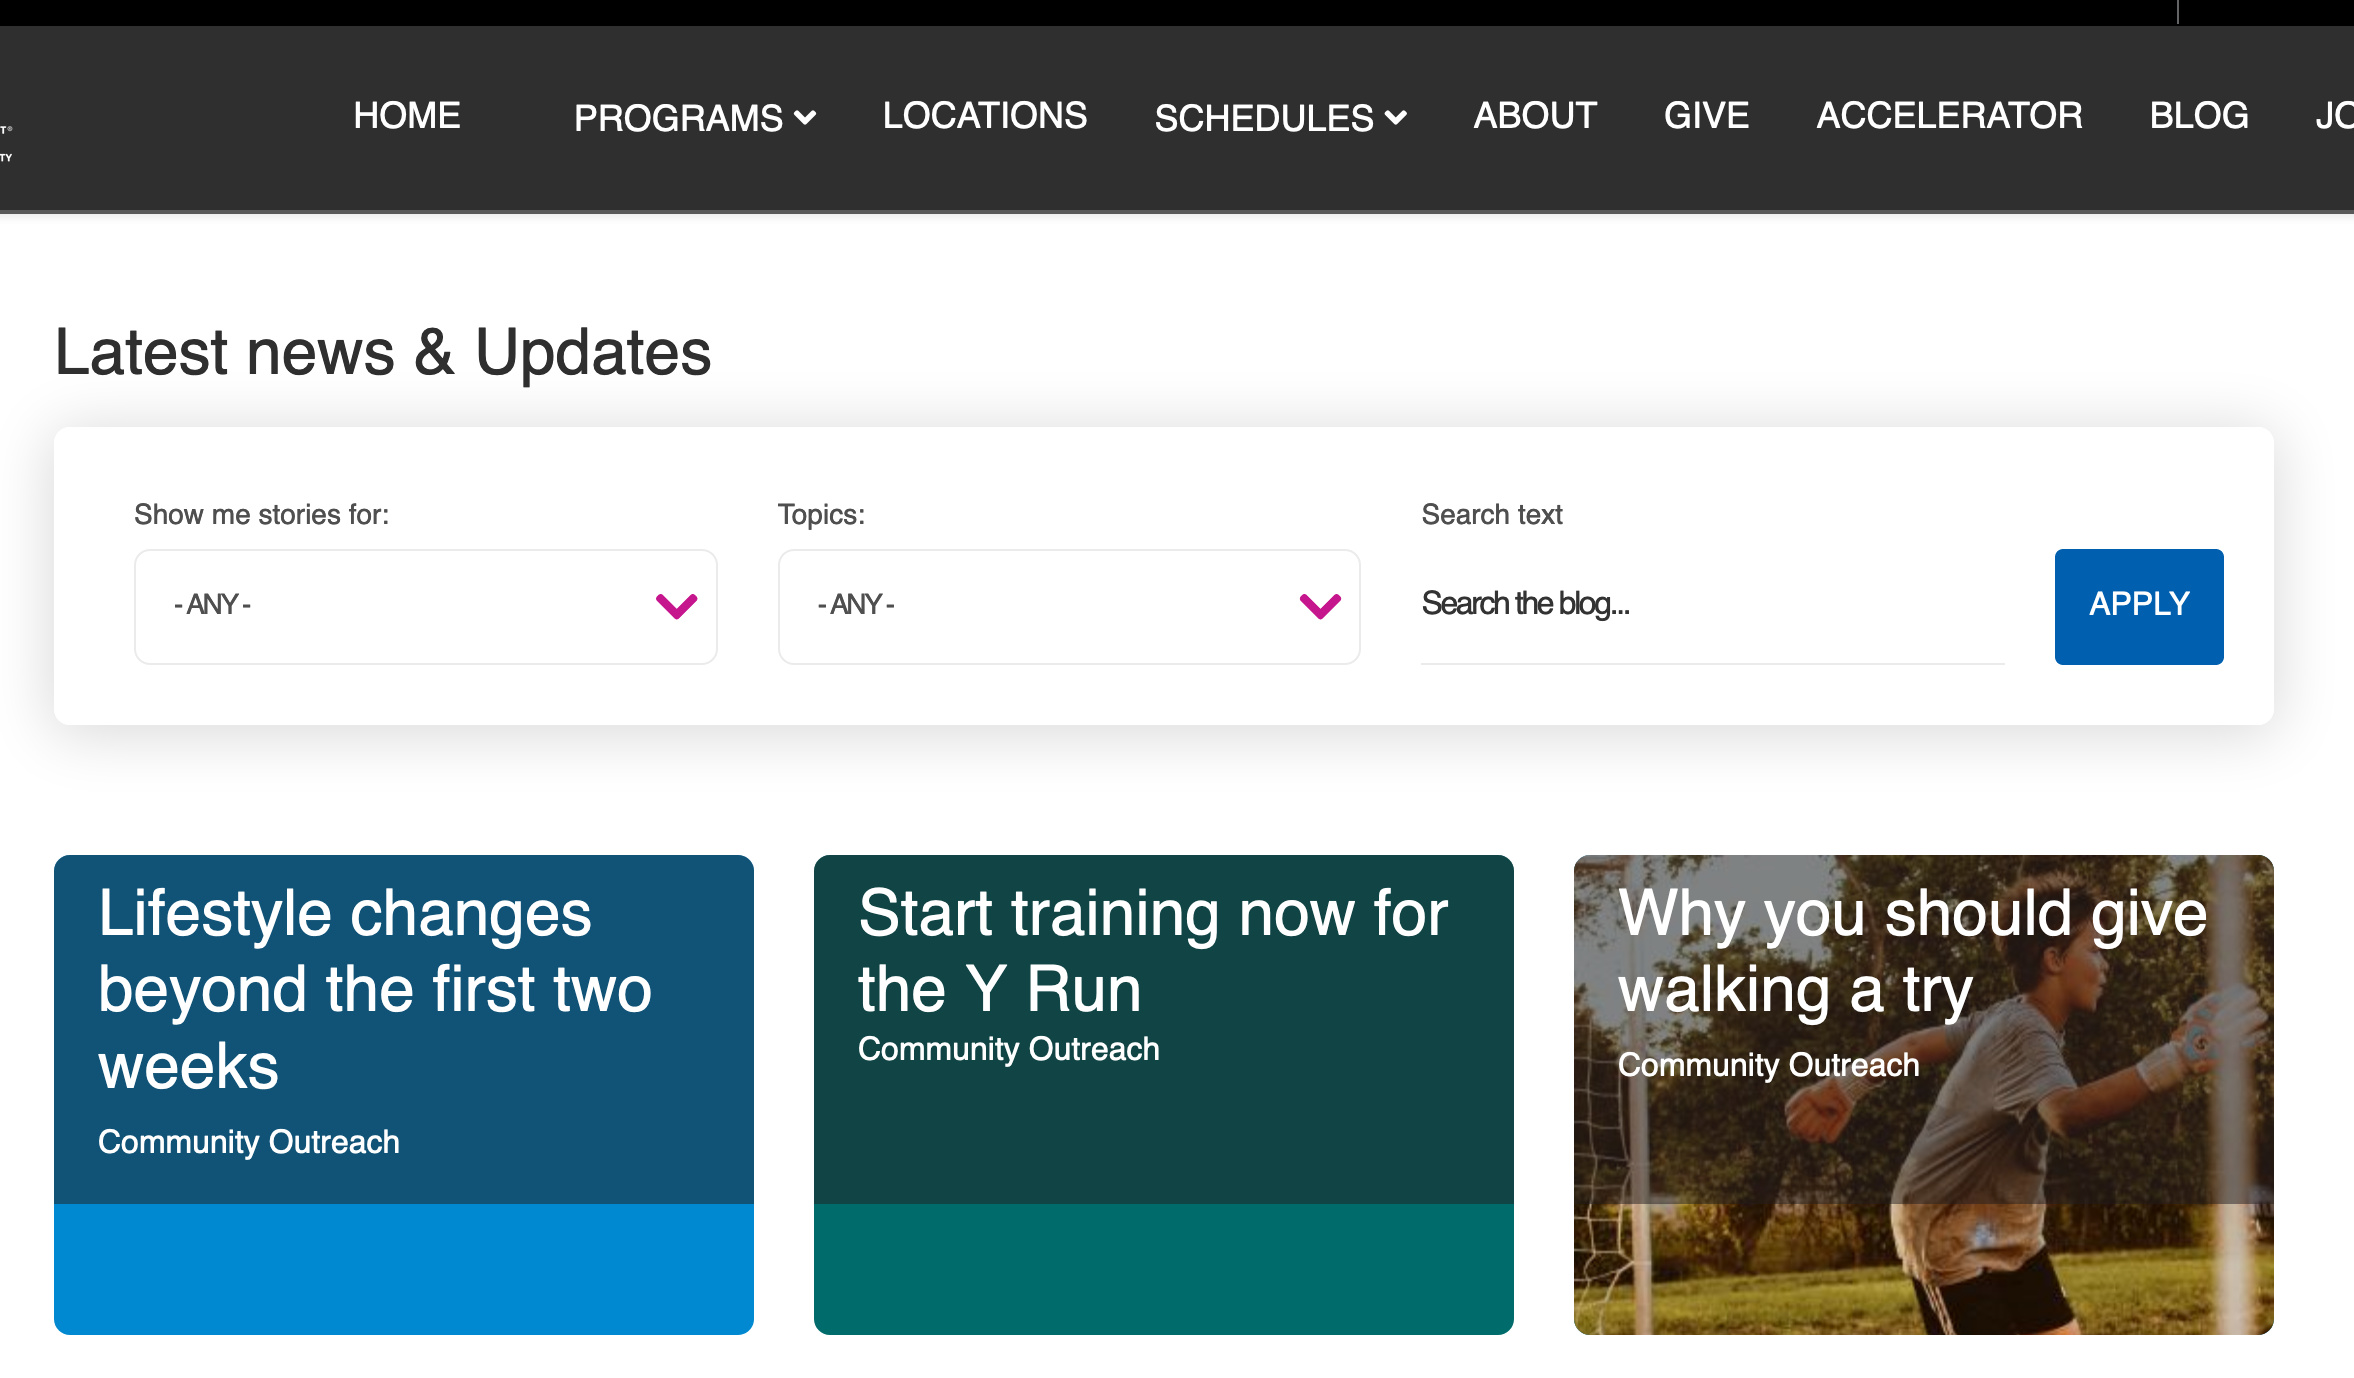 HOME PROGRAMS LOCATIONS SCHEDULES ABOUT GIVE ACCELERATOR BLOG
Latest news & Updates
Show me stories for: Topics: Search text
- ANY - - ANY - Search the blog... APPLY
Lifestyle changes
beyond the first two
weeks
Community Outreach
Start training now for
the Y Run
Community Outreach
Why you should give
walking a try
Community Outreach